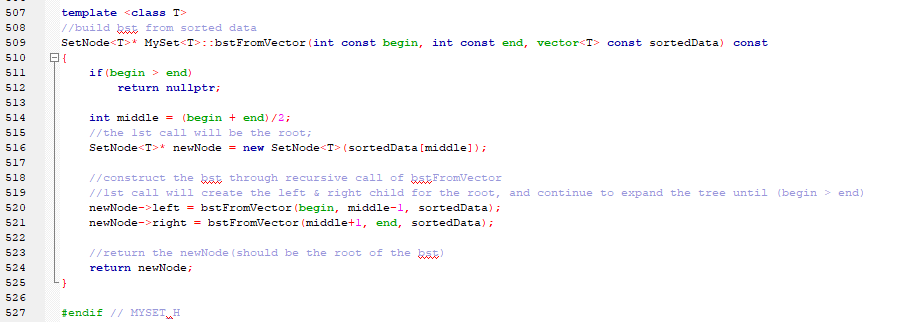 507 template <class T>
508 //build bst from sorted data
509 SetNode<T>* MySet<T>::bstFromVector(int const begin, int const end, vector<T> const sortedData) const
510 {
511 if(begin > end)
512 return nullptr;
513
514 int middle = (begin + end)/2;
515 //the 1st call will be the root;
516 SetNode<T>* newNode = new SetNode<T>(sortedData[middle]);
517
518 //construct the bst through recursive call of bstFromVector
519 //1st call will create the left & right child for the root, and continue to expand the tree until (begin > end)
520 newNode->left = bstFromVector(begin, middle-1, sortedData);
521 newNode->right = bstFromVector(middle+1, end, sortedData);
522
523 //return the newNode(should be the root of the bst)
524 return newNode;
525 }
526
527 #endif // MYSET_H